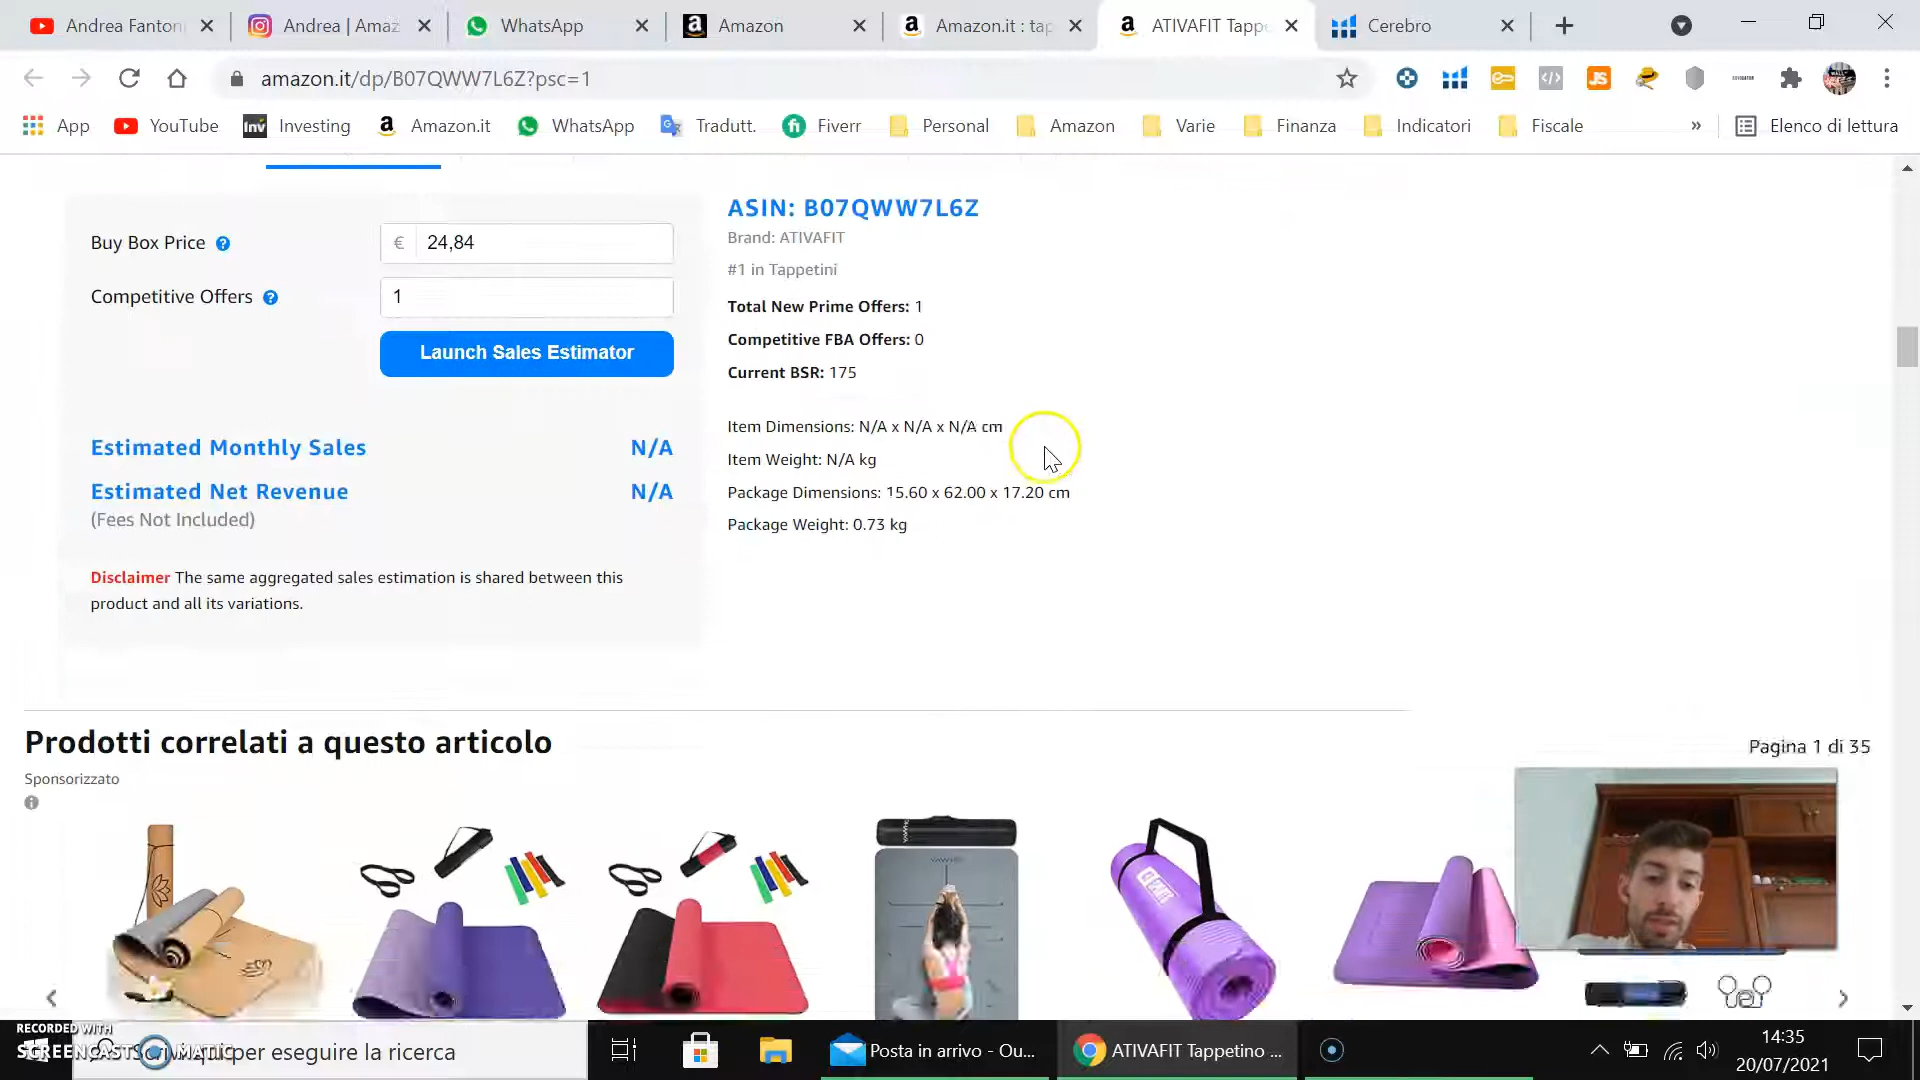 Andrea Fanton
Andrea | Amaz
WhatsApp
Amazon
Amazon.it : tap
ATIVAFIT Tappe
Cerebro
amazon.it/dp/B07QWW7L6Z?psc=1
App
YouTube
Investing
Amazon.it
WhatsApp
Tradutt.
Fiverr
Personal
Amazon
Varie
Finanza
Indicatori
Fiscale
»
Elenco di lettura
Buy Box Price
€ 24,84
Competitive Offers
1
Launch Sales Estimator
Estimated Monthly Sales N/A
Estimated Net Revenue N/A
(Fees Not Included)
Disclaimer The same aggregated sales estimation is shared between this
product and all its variations.
ASIN: B07QWW7L6Z
Brand: ATIVAFIT
#1 in Tappetini
Total New Prime Offers: 1
Competitive FBA Offers: 0
Current BSR: 175
Item Dimensions: N/A x N/A x N/A cm
Item Weight: N/A kg
Package Dimensions: 15.60 x 62.00 x 17.20 cm
Package Weight: 0.73 kg
Prodotti correlati a questo articolo
Pagina 1 di 35
Sponsorizzato
RECORDED WITH
SCREENCAST MATIC
per eseguire la ricerca
Posta in arrivo - Ou...
ATIVAFIT Tappetino ...
14:35
20/07/2021